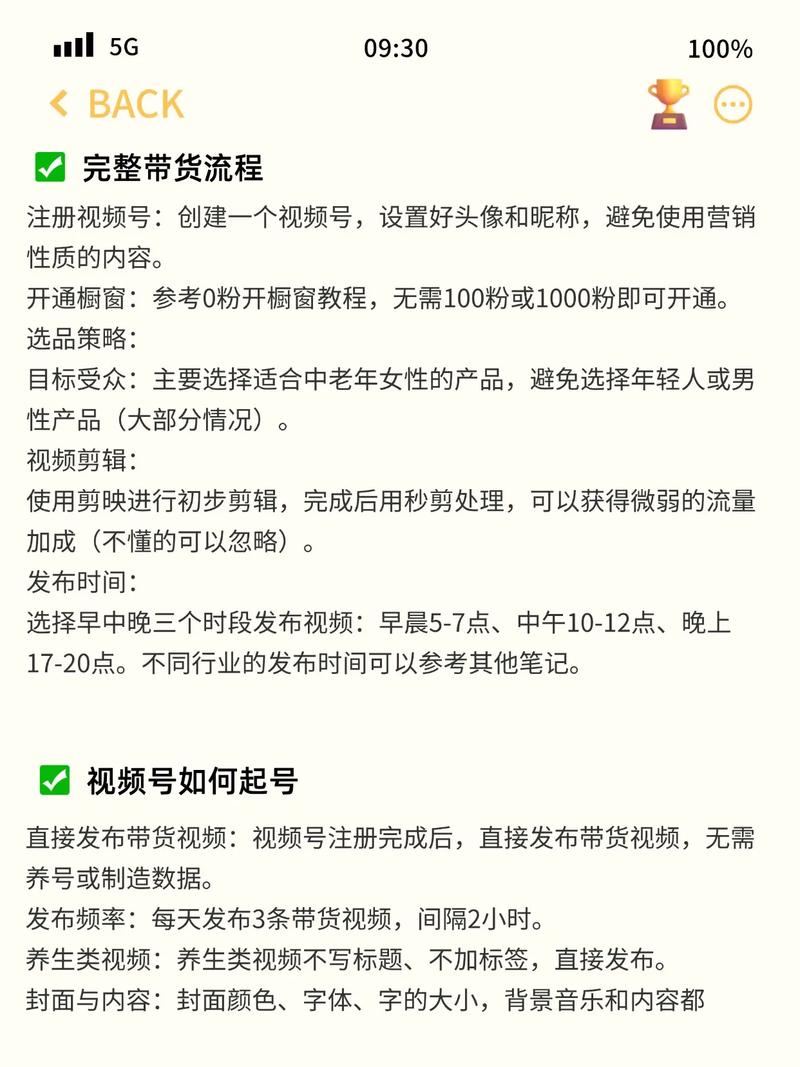 5G
09:30
100%
BACK
完整带货流程
注册视频号：创建一个视频号，设置好头像和昵称，避免使用营销
性质的内容。
开通橱窗：参考0粉开橱窗教程，无需100粉或1000粉即可开通。
选品策略：
目标受众：主要选择适合中老年女性的产品，避免选择年轻人或男
性产品（大部分情况）。
视频剪辑：
使用剪映进行初步剪辑，完成后用秒剪处理，可以获得微弱的流量
加成（不懂的可以忽略）。
发布时间：
选择早中晚三个时段发布视频：早晨5-7点、中午10-12点、晚上
17-20点。不同行业的发布时间可以参考其他笔记。
视频号如何起号
直接发布带货视频：视频号注册完成后，直接发布带货视频，无需
养号或制造数据。
发布频率：每天发布3条带货视频，间隔2小时。
养生类视频：养生类视频不写标题、不加标签，直接发布。
封面与内容：封面颜色、字体、字的大小，背景音乐和内容都